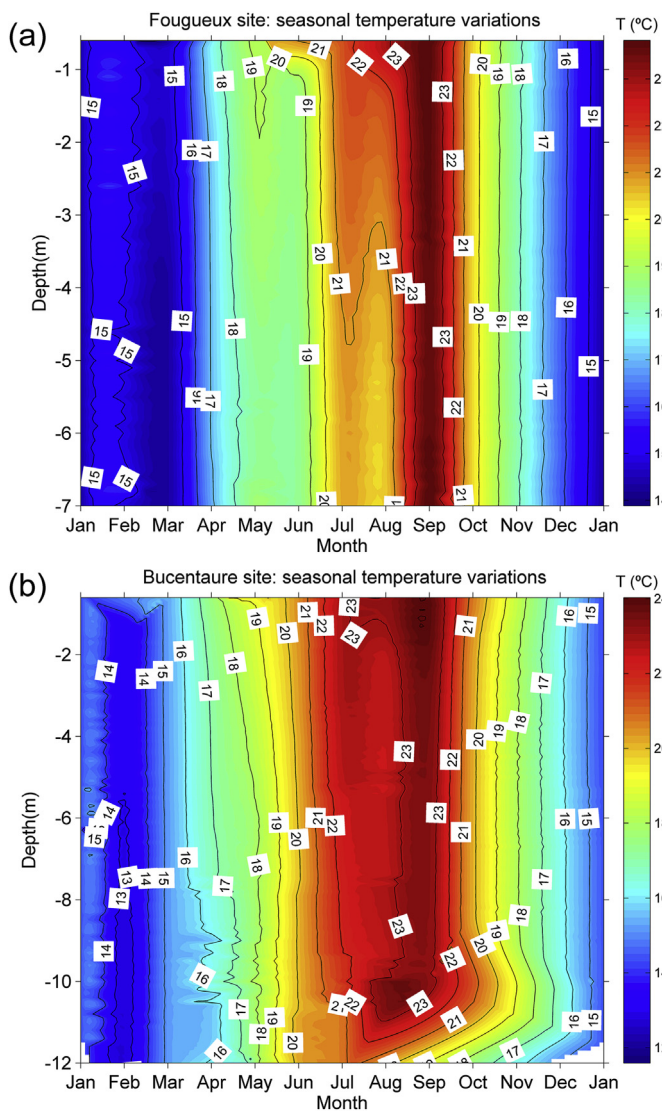 (a)
Fougueux site: seasonal temperature variations
T (ºC)
21 23
20 22
15 18 19 20 19 18 16
-1
15 19 23 15
-2
16 17 22 17
15
-3
20 21 21
21 22 23
-4
15 15 18 20 19 18 16
15 19 23 15
-5
16 17 22 17
-6
15 15
20 21
-7
Jan Feb Mar Apr May Jun Jul Aug Sep Oct Nov Dec Jan
Depth(m)
Month
(b)
Bucentaure site: seasonal temperature variations
T (ºC)
19 21 23 16 15
16 18 20 22 23 21
-2
14 14 15 17 17
19 18
-4
23 22 20
-6
14 19 21 22 23 21 16 15
15 20
16 18
-8
13 14 15 17 17
13 18
23 19
14 22 20
-10
16 22 23
17 18 19 21 16 15
20 17
16
-12
Jan Feb Mar Apr May Jun Jul Aug Sep Oct Nov Dec Jan
Depth(m)
Month